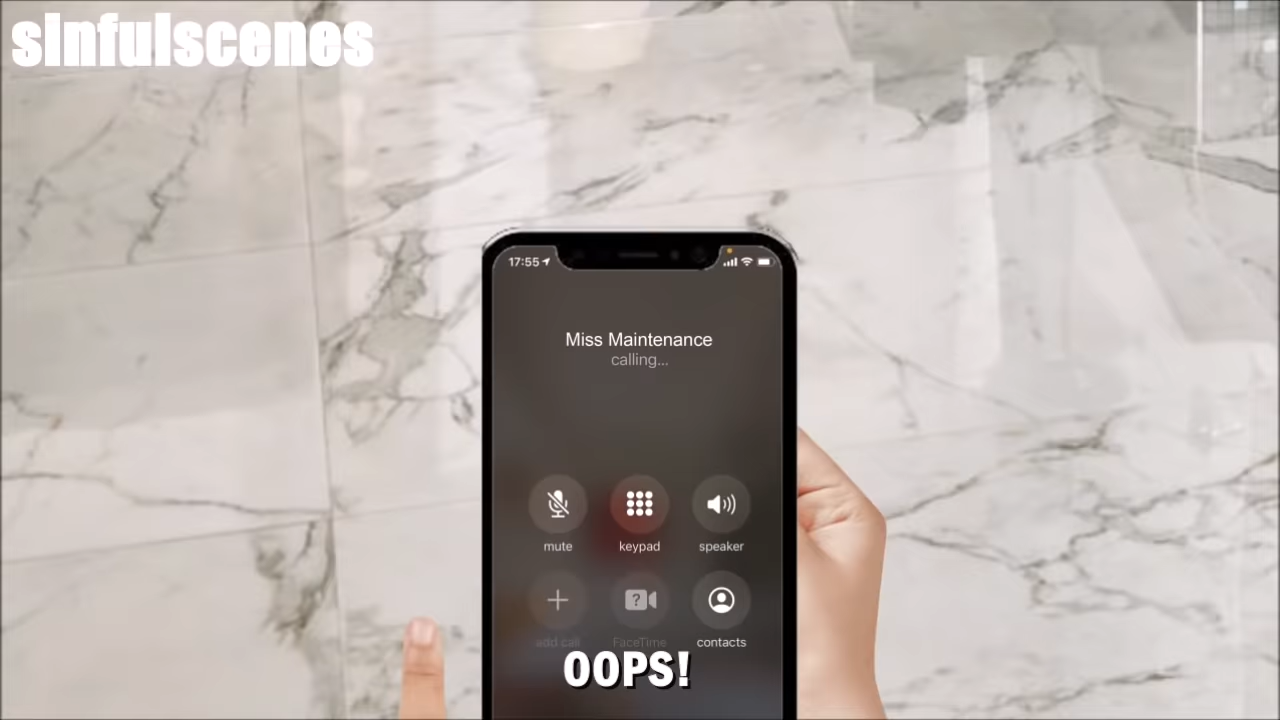 sinfulscenes
17:55
Miss Maintenance
calling...
mute
keypad
speaker
add call
FaceTime
contacts
OOPS!